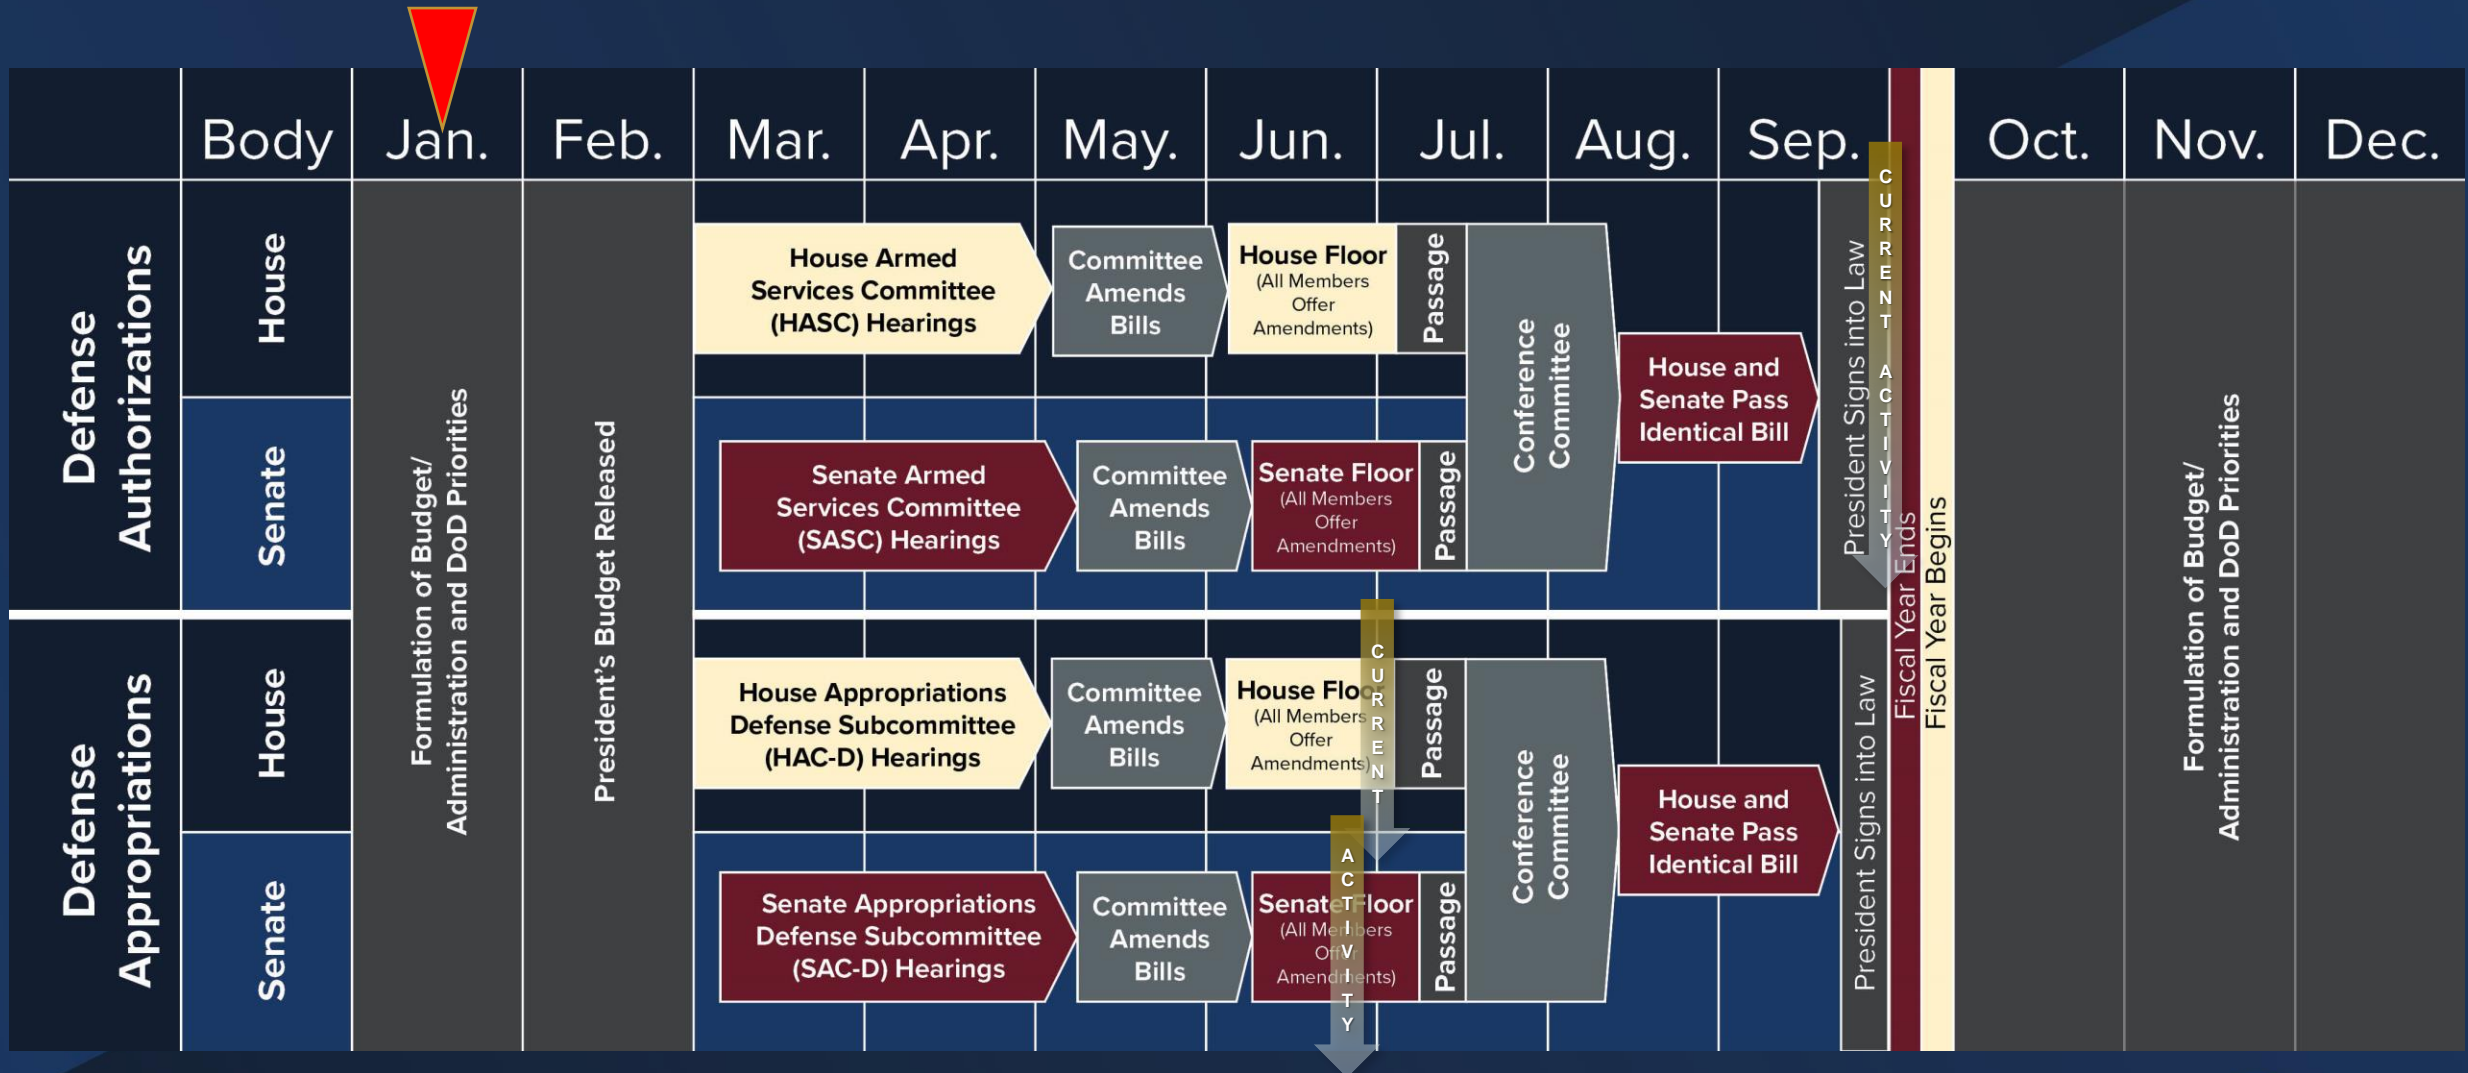 Body
Jan.
Feb.
Mar.
Apr.
May.
Jun.
Jul.
Aug.
Sep.
Oct.
Nov.
Dec.
Defense
Authorizations
House
Senate
Formulation of Budget/
Administration and DoD Priorities
President's Budget Released
House Armed
Services Committee
(HASC) Hearings
Committee
Amends
Bills
House Floor
(All Members
Offer
Amendments)
Passage
Senate Armed
Services Committee
(SASC) Hearings
Committee
Amends
Bills
Senate Floor
(All Members
Offer
Amendments)
Passage
Conference
Committee
House and
Senate Pass
Identical Bill
President Signs into Law
CURRENT ACTIVITY
Fiscal Year Ends
Fiscal Year Begins
Formulation of Budget/
Administration and DoD Priorities
Defense
Appropriations
House
Senate
House Appropriations
Defense Subcommittee
(HAC-D) Hearings
Committee
Amends
Bills
House Floor
(All Members
Offer
Amendments)
CURRENT
Passage
Senate Appropriations
Defense Subcommittee
(SAC-D) Hearings
Committee
Amends
Bills
Senate Floor
(All Members
Offer
Amendments)
ACTIVITY
Passage
Conference
Committee
House and
Senate Pass
Identical Bill
President Signs into Law